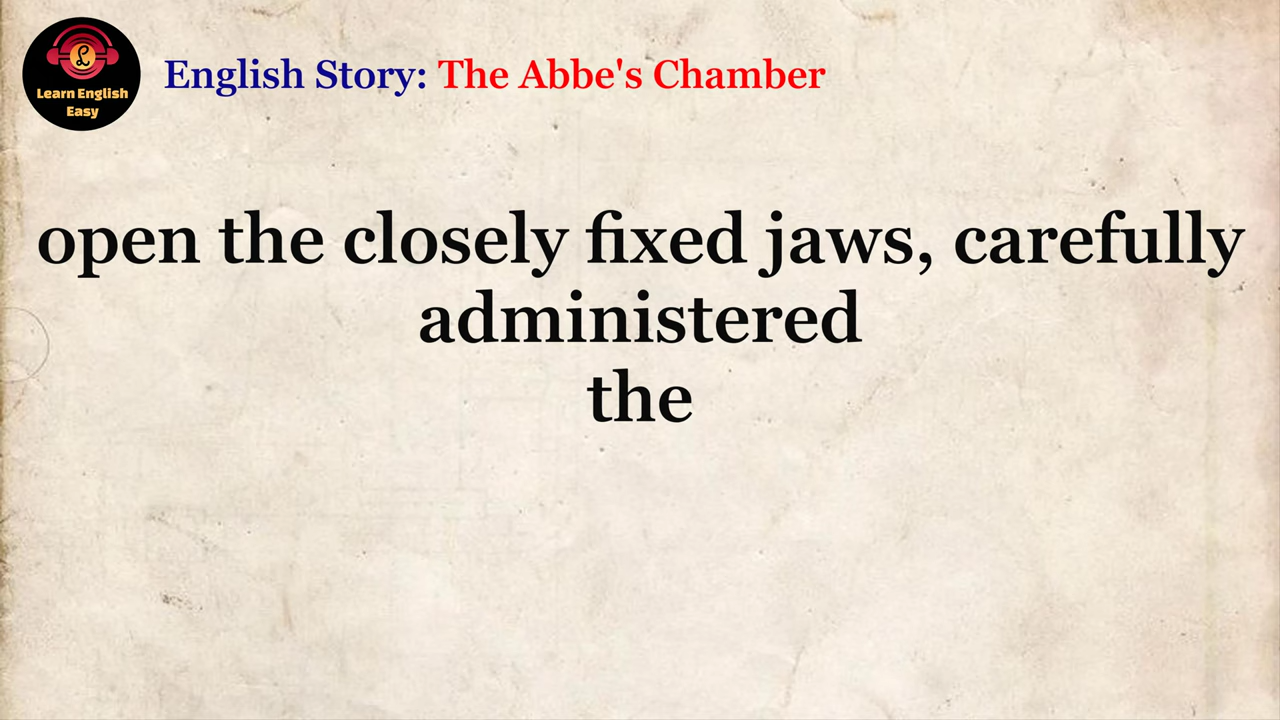 Learn English
Easy
English Story: The Abbe's Chamber
open the closely fixed jaws, carefully
administered
the